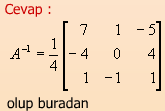 Cevap :
A⁻¹ = 1/4 [ 7 1 -5
-4 0 4
1 -1 1 ]
olup buradan